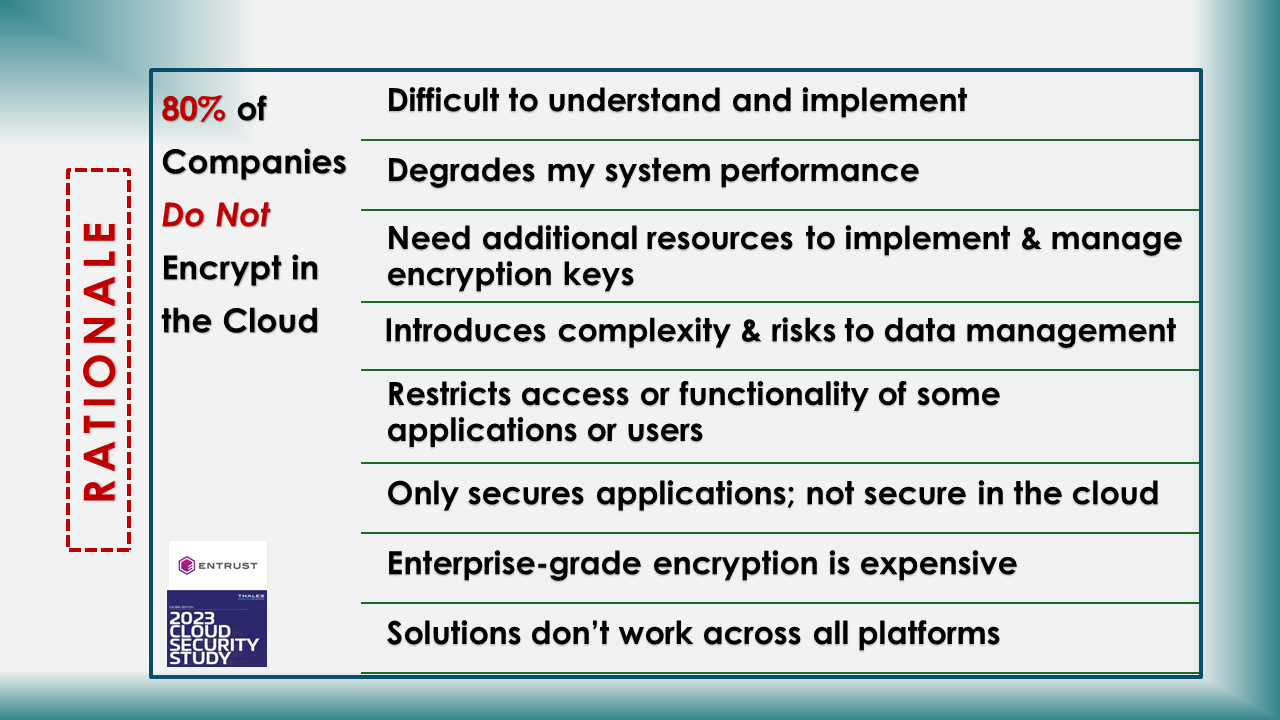 RATIONALE
80% of
Companies
Do Not
Encrypt in
the Cloud
Difficult to understand and implement
Degrades my system performance
Need additional resources to implement & manage
encryption keys
Introduces complexity & risks to data management
Restricts access or functionality of some
applications or users
Only secures applications; not secure in the cloud
Enterprise-grade encryption is expensive
Solutions don’t work across all platforms
ENTRUST
THALES
2023
CLOUD
SECURITY
STUDY